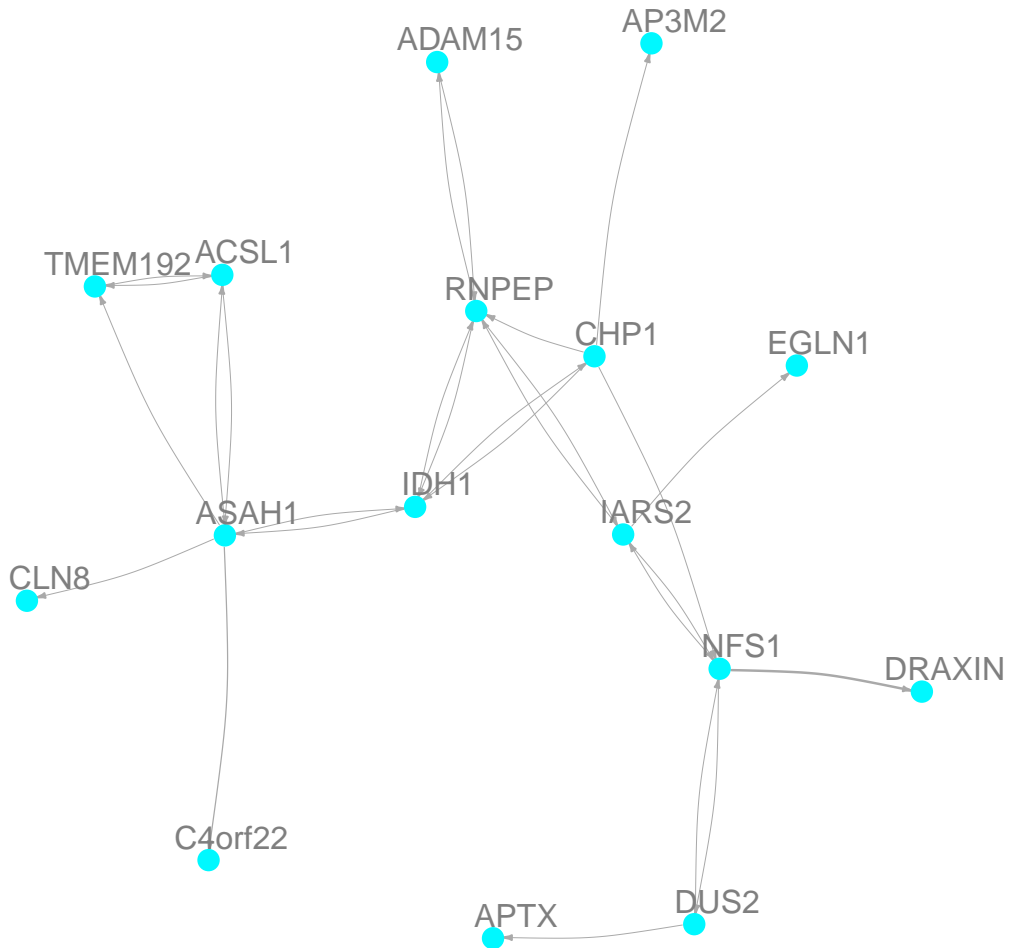 AP3M2
ADAM15
ACSL1
TMEM192
RNPEP
CHP1
EGLN1
IDH1
ASAH1
IARS2
CLN8
NFS1
DRAXIN
C4orf22
DUS2
APTX